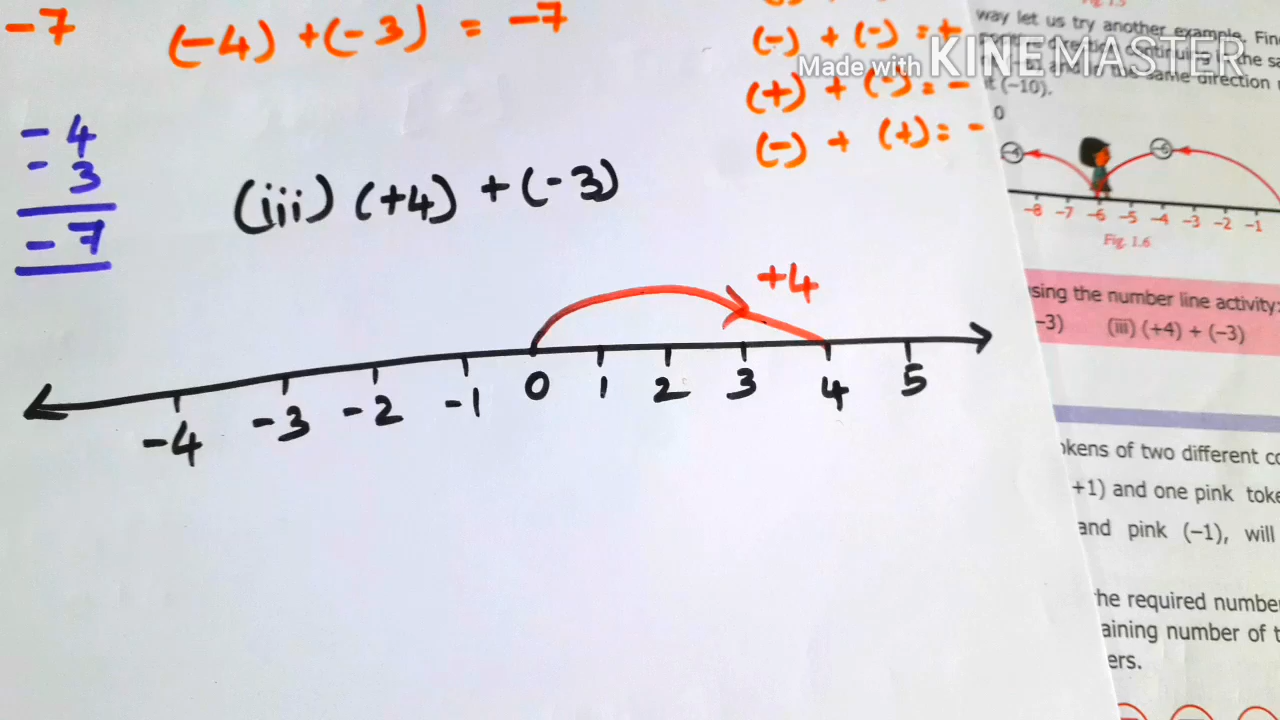 -7 (-4) + (-3) = -7
(-) + (-) = +
(+) + (-) = -
(-) + (+) = -
Made with KINEMASTER
-4
-3
-7
(iii) (+4) + (-3)
+4
-4 -3 -2 -1 0 1 2 3 4 5
way let us try another example. Fin
the same direction
(-10).
0
-8 -7 -6 -5 -4 -3 -2 -1
Fig. 1.6
sing the number line activity:
-3) (iii) (+4) + (-3)
kens of two different co
+1) and one pink toke
and pink (-1), will
he required number
aining number of t
ers.